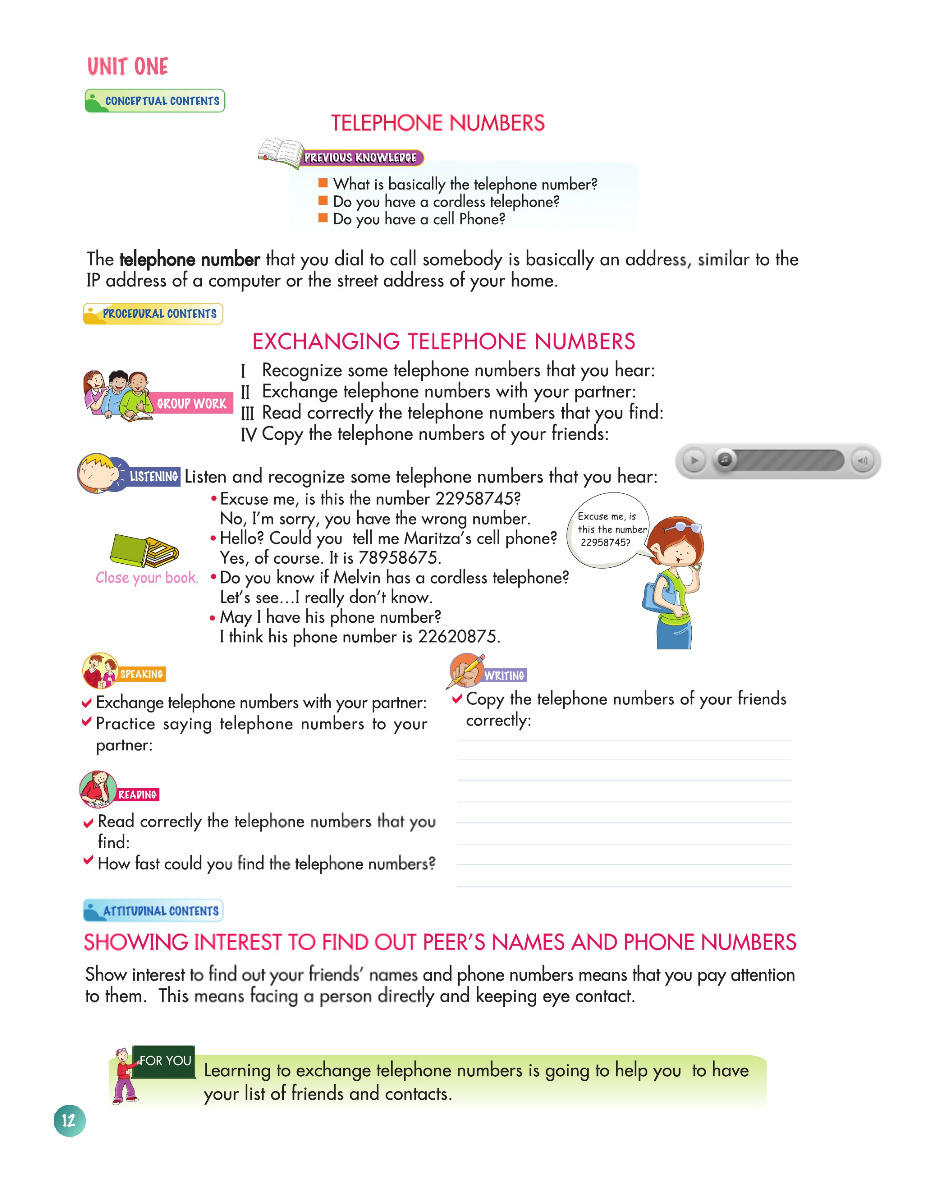 UNIT ONE
CONCEPTUAL CONTENTS
TELEPHONE NUMBERS
PREVIOUS KNOWLEDGE
What is basically the telephone number?
Do you have a cordless telephone?
Do you have a cell Phone?
The telephone number that you dial to call somebody is basically an address, similar to the
IP address of a computer or the street address of your home.
PROCEDURAL CONTENTS
EXCHANGING TELEPHONE NUMBERS
GROUP WORK
I Recognize some telephone numbers that you hear:
II Exchange telephone numbers with your partner:
III Read correctly the telephone numbers that you find:
IV Copy the telephone numbers of your friends:
LISTENING Listen and recognize some telephone numbers that you hear:
• Excuse me, is this the number 22958745?
No, I'm sorry, you have the wrong number.
• Hello? Could you tell me Maritza's cell phone?
Yes, of course. It is 78958675.
• Do you know if Melvin has a cordless telephone?
Let's see...I really don't know.
• May I have his phone number?
I think his phone number is 22620875.
Close your book.
Excuse me, is
this the number
22958745?
SPEAKING
Exchange telephone numbers with your partner:
Practice saying telephone numbers to your
partner:
READING
Read correctly the telephone numbers that you
find:
How fast could you find the telephone numbers?
WRITING
Copy the telephone numbers of your friends
correctly:
ATTITUDINAL CONTENTS
SHOWING INTEREST TO FIND OUT PEER'S NAMES AND PHONE NUMBERS
Show interest to find out your friends' names and phone numbers means that you pay attention
to them. This means facing a person directly and keeping eye contact.
FOR YOU
Learning to exchange telephone numbers is going to help you to have
your list of friends and contacts.
12